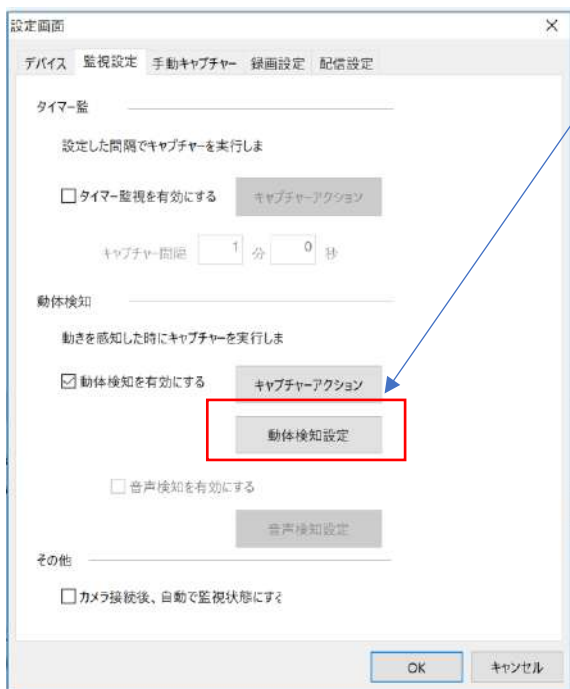 設定画面
デバイス 監視設定 手動キャプチャー 録画設定 配信設定
タイマー監
設定した間隔でキャプチャーを実行しま
タイマー監視を有効にする キャプチャーアクション
キャプチャー間隔 1 分 0 秒
動体検知
動きを感知した時にキャプチャーを実行しま
動体検知を有効にする キャプチャーアクション
動体検知設定
音声検知を有効にする
音声検知設定
その他
カメラ接続後、自動で監視状態にする
OK キャンセル